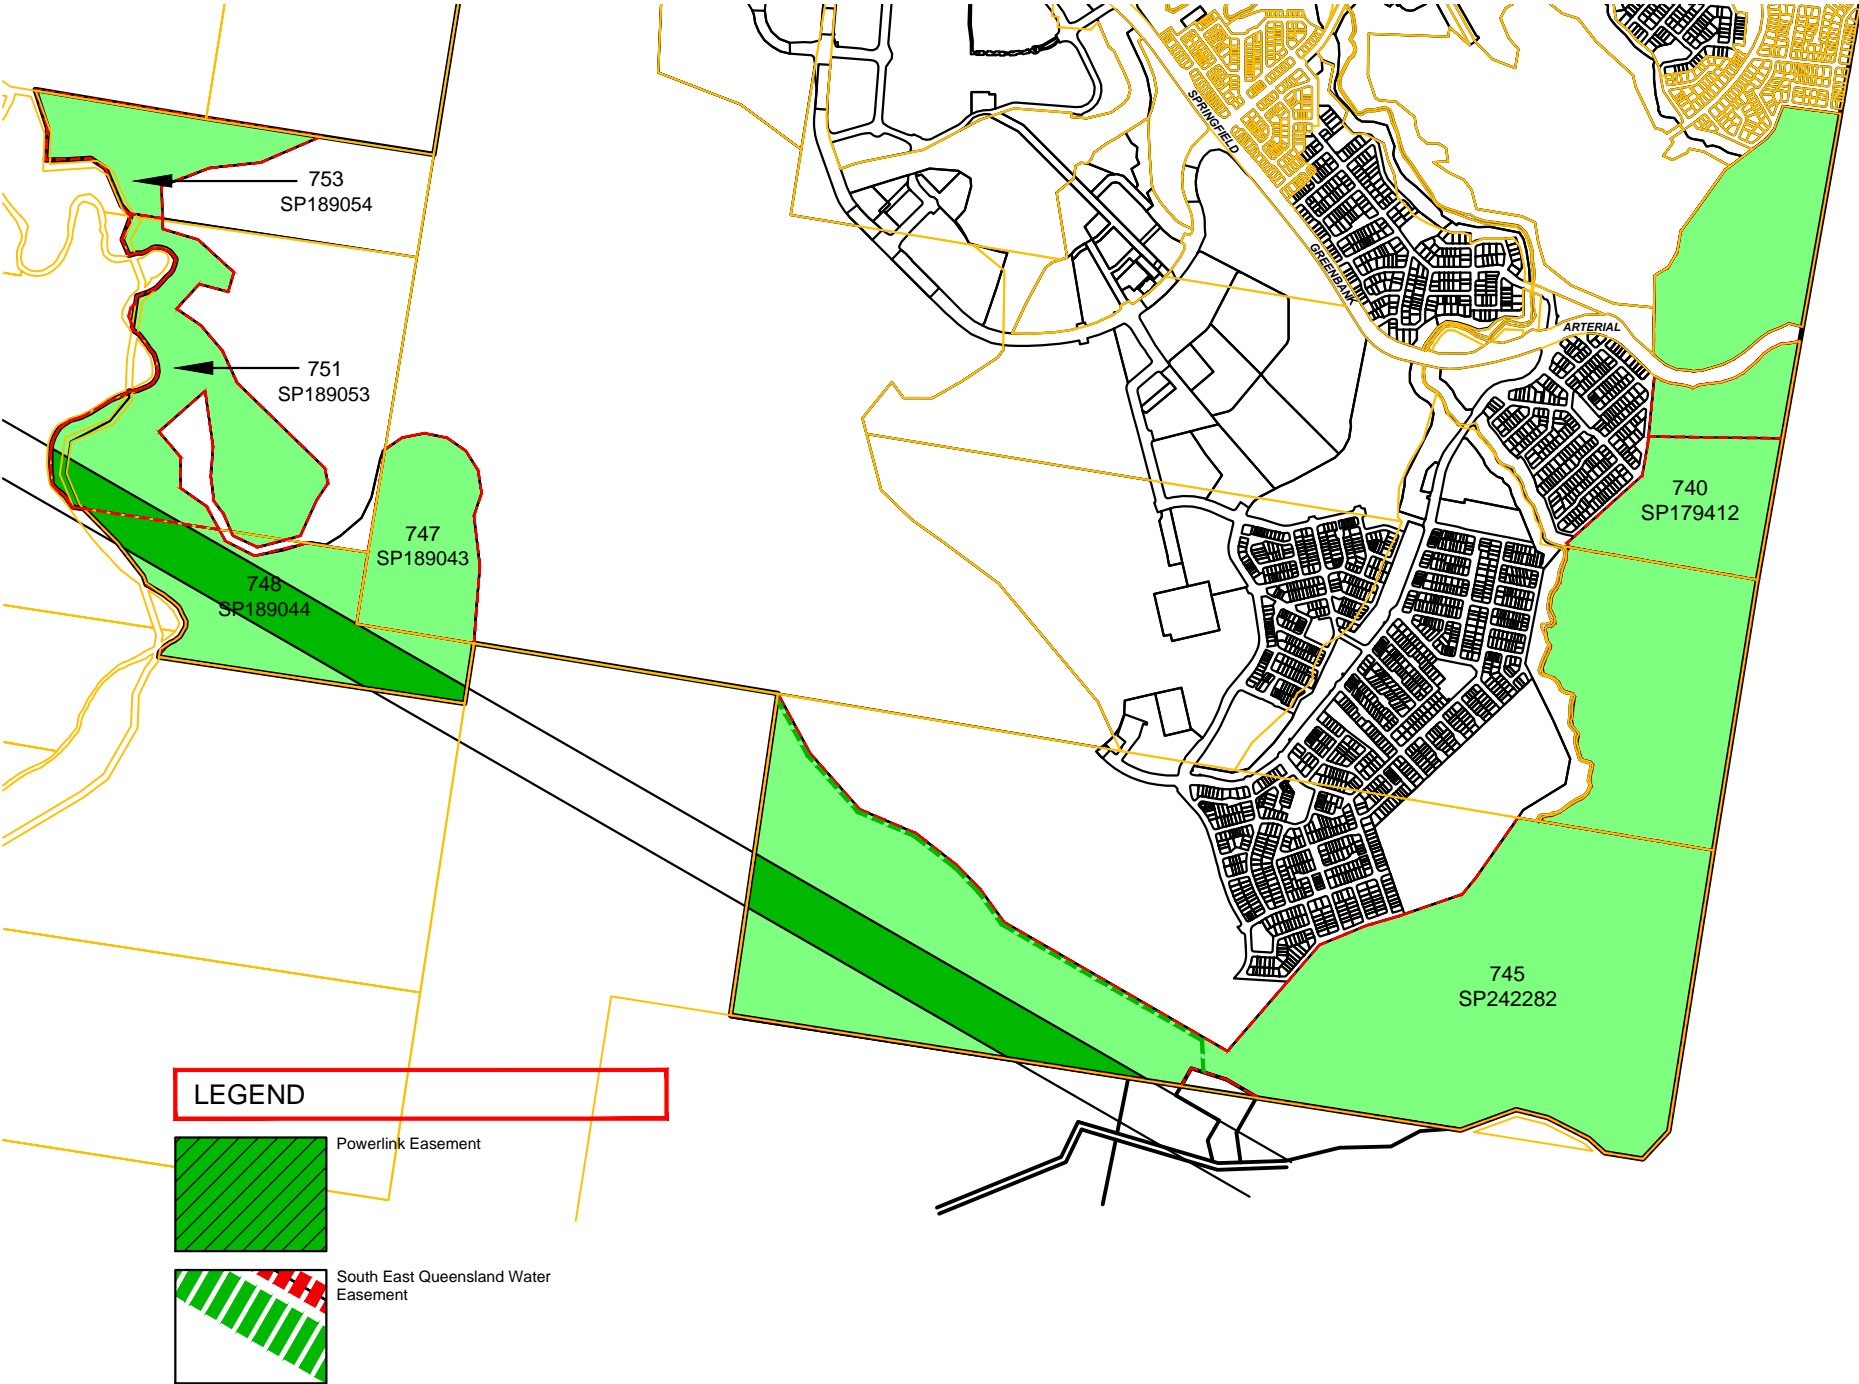 SPRINGFIELD
GREENBANK
ARTERIAL
753
SP189054
751
SP189053
747
SP189043
748
SP189044
740
SP179412
745
SP242282
LEGEND
Powerlink Easement
South East Queensland Water
Easement